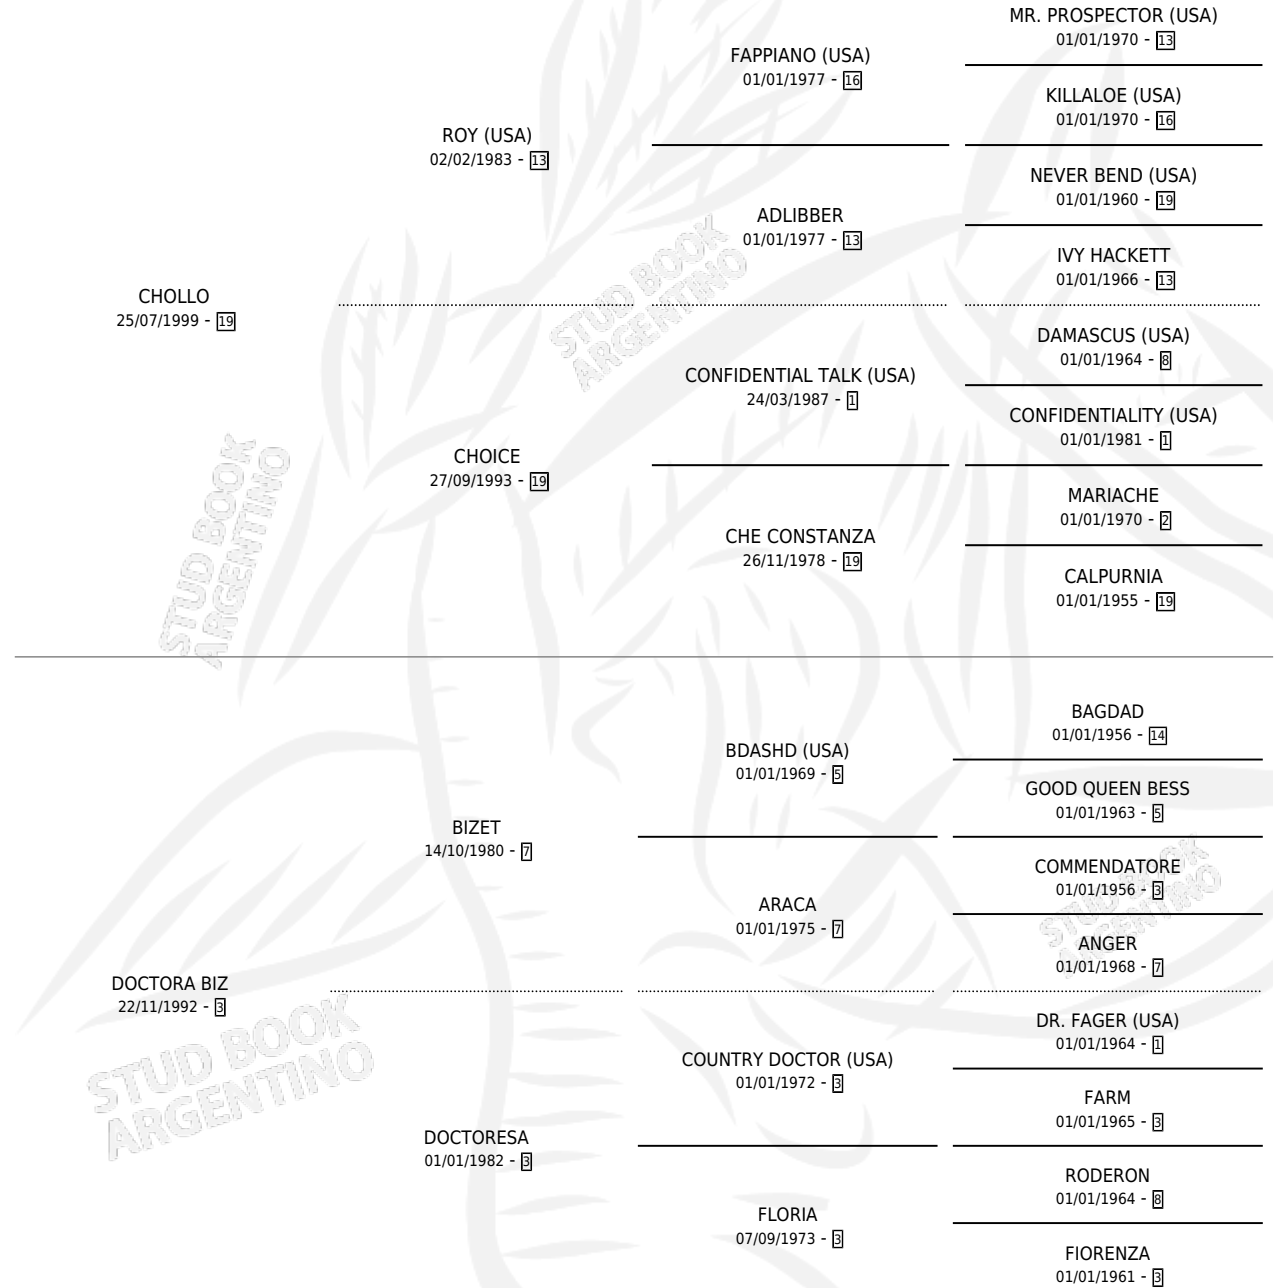 MR. PROSPECTOR (USA)
01/01/1970 - 13
FAPPIANO (USA)
01/01/1977 - 16
KILLALOE (USA)
01/01/1970 - 16
ROY (USA)
02/02/1983 - 13
NEVER BEND (USA)
01/01/1960 - 19
ADLIBBER
01/01/1977 - 13
IVY HACKETT
01/01/1966 - 13
CHOLLO
25/07/1999 - 19
DAMASCUS (USA)
01/01/1964 - 8
CONFIDENTIAL TALK (USA)
24/03/1987 - 1
CONFIDENTIALITY (USA)
01/01/1981 - 1
CHOICE
27/09/1993 - 19
MARIACHE
01/01/1970 - 2
CHE CONSTANZA
26/11/1978 - 19
CALPURNIA
01/01/1955 - 19
BAGDAD
01/01/1956 - 14
BDASHD (USA)
01/01/1969 - 5
GOOD QUEEN BESS
01/01/1963 - 5
BIZET
14/10/1980 - 7
COMMENDATORE
01/01/1956 - 3
ARACA
01/01/1975 - 7
ANGER
01/01/1968 - 7
DOCTORA BIZ
22/11/1992 - 3
DR. FAGER (USA)
01/01/1964 - 1
COUNTRY DOCTOR (USA)
01/01/1972 - 3
FARM
01/01/1965 - 3
DOCTORESA
01/01/1982 - 3
RODERON
01/01/1964 - 8
FLORIA
07/09/1973 - 3
FIORENZA
01/01/1961 - 3
STUD BOOK
ARGENTINO
STUD BOOK
ARGENTINO
STUD BOOK
ARGENTINO
STUD BOOK
ARGENTINO